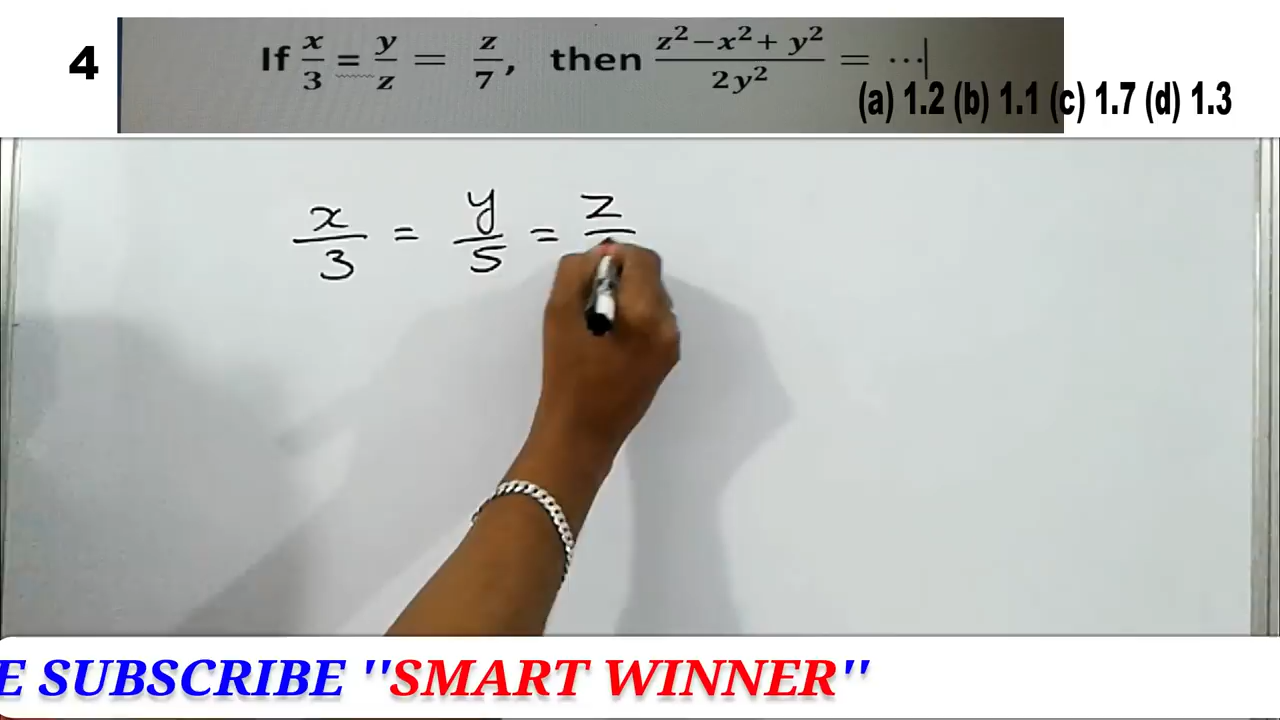 4 If x/3 = y/z = z/7, then (z² − x² + y²)/(2y²) = ⋯
(a) 1.2 (b) 1.1 (c) 1.7 (d) 1.3
x/3 = y/5 = z/
E SUBSCRIBE "SMART WINNER"